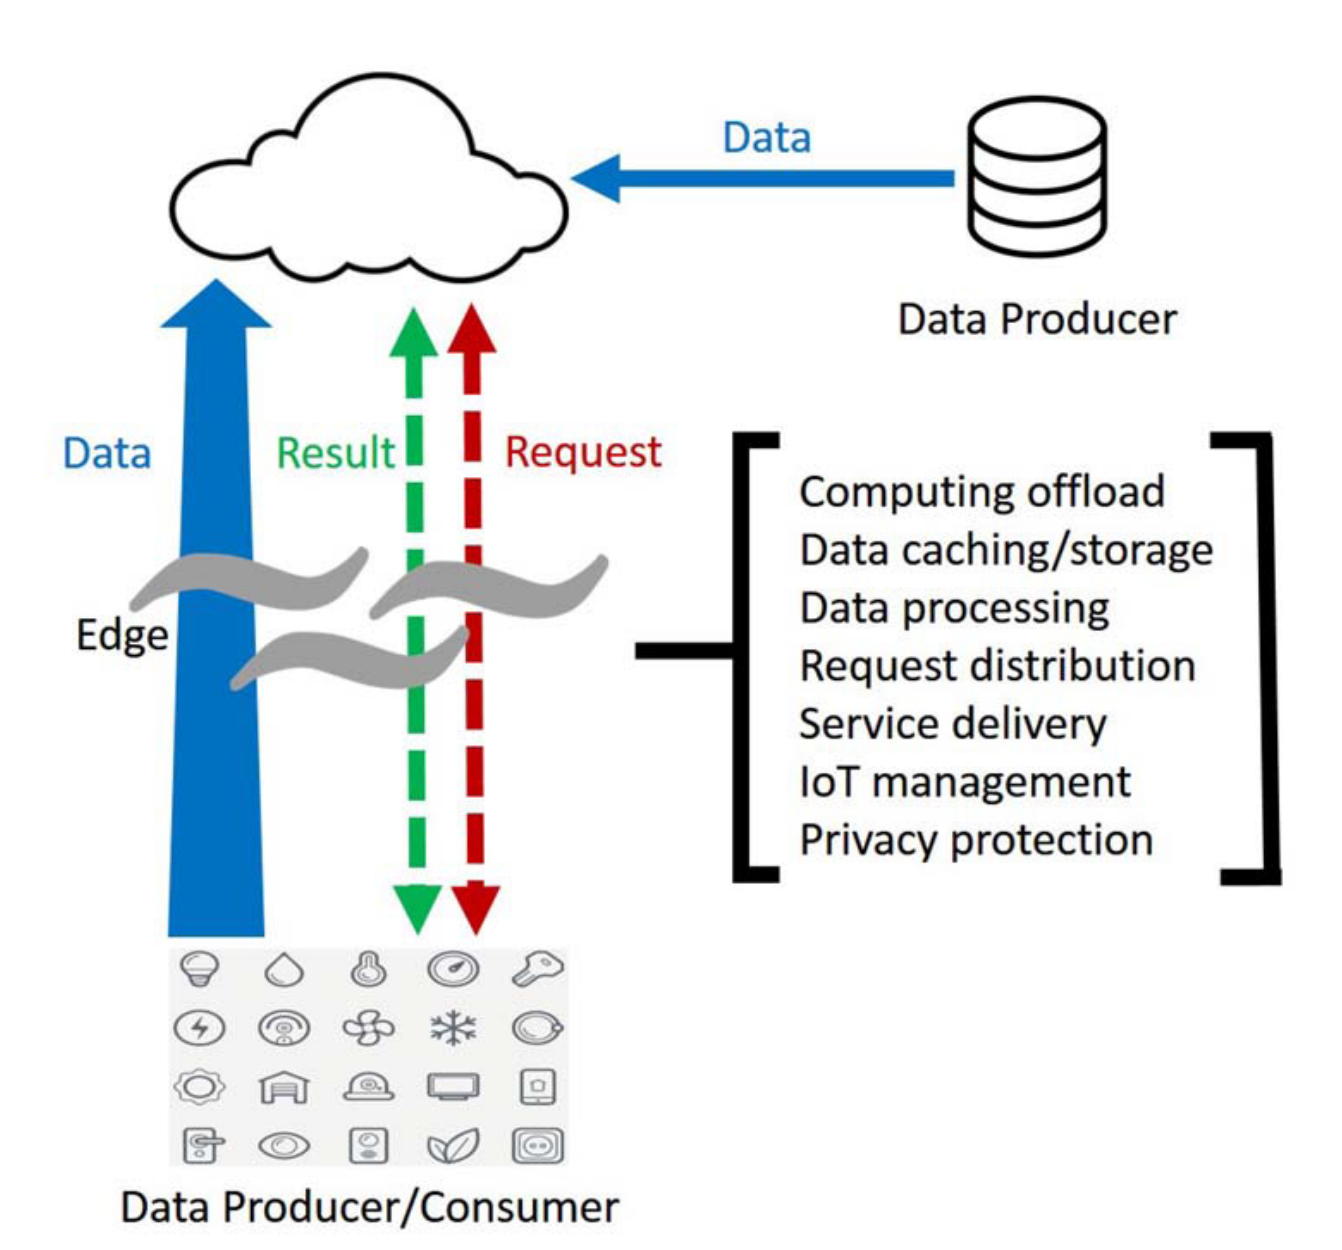 Data
Data Producer
Data
Result
Request
Edge
Computing offload
Data caching/storage
Data processing
Request distribution
Service delivery
IoT management
Privacy protection
Data Producer/Consumer